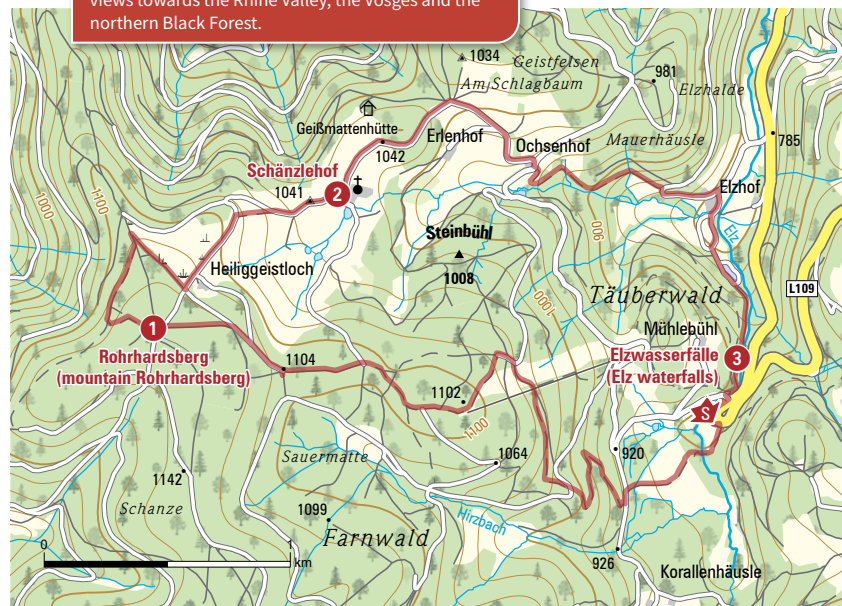 views towards the Rhine Valley, the Vosges and the
northern Black Forest.
1034
Geistfelsen
Am Schlagbaum
981
Elzhalde
Geißmattenhütte
1042
Erlenhof
Ochsenhof
Mauerhäusle
785
1100
1000
Schänzlehof
1041
2
Elzhof
Elz
Steinbühl
1008
900
Heiliggeistloch
1000
Täuberwald
L109
Mühlebühl
1
Rohrhardsberg
(mountain Rohrhardsberg)
Elzwasserfälle
(Elz waterfalls)
3
1104
1102
1100
S
Sauermatte
1064
920
1142
Schanze
1099
Farnwald
Hirzbach
926
Korallenhäusle
0
1
km